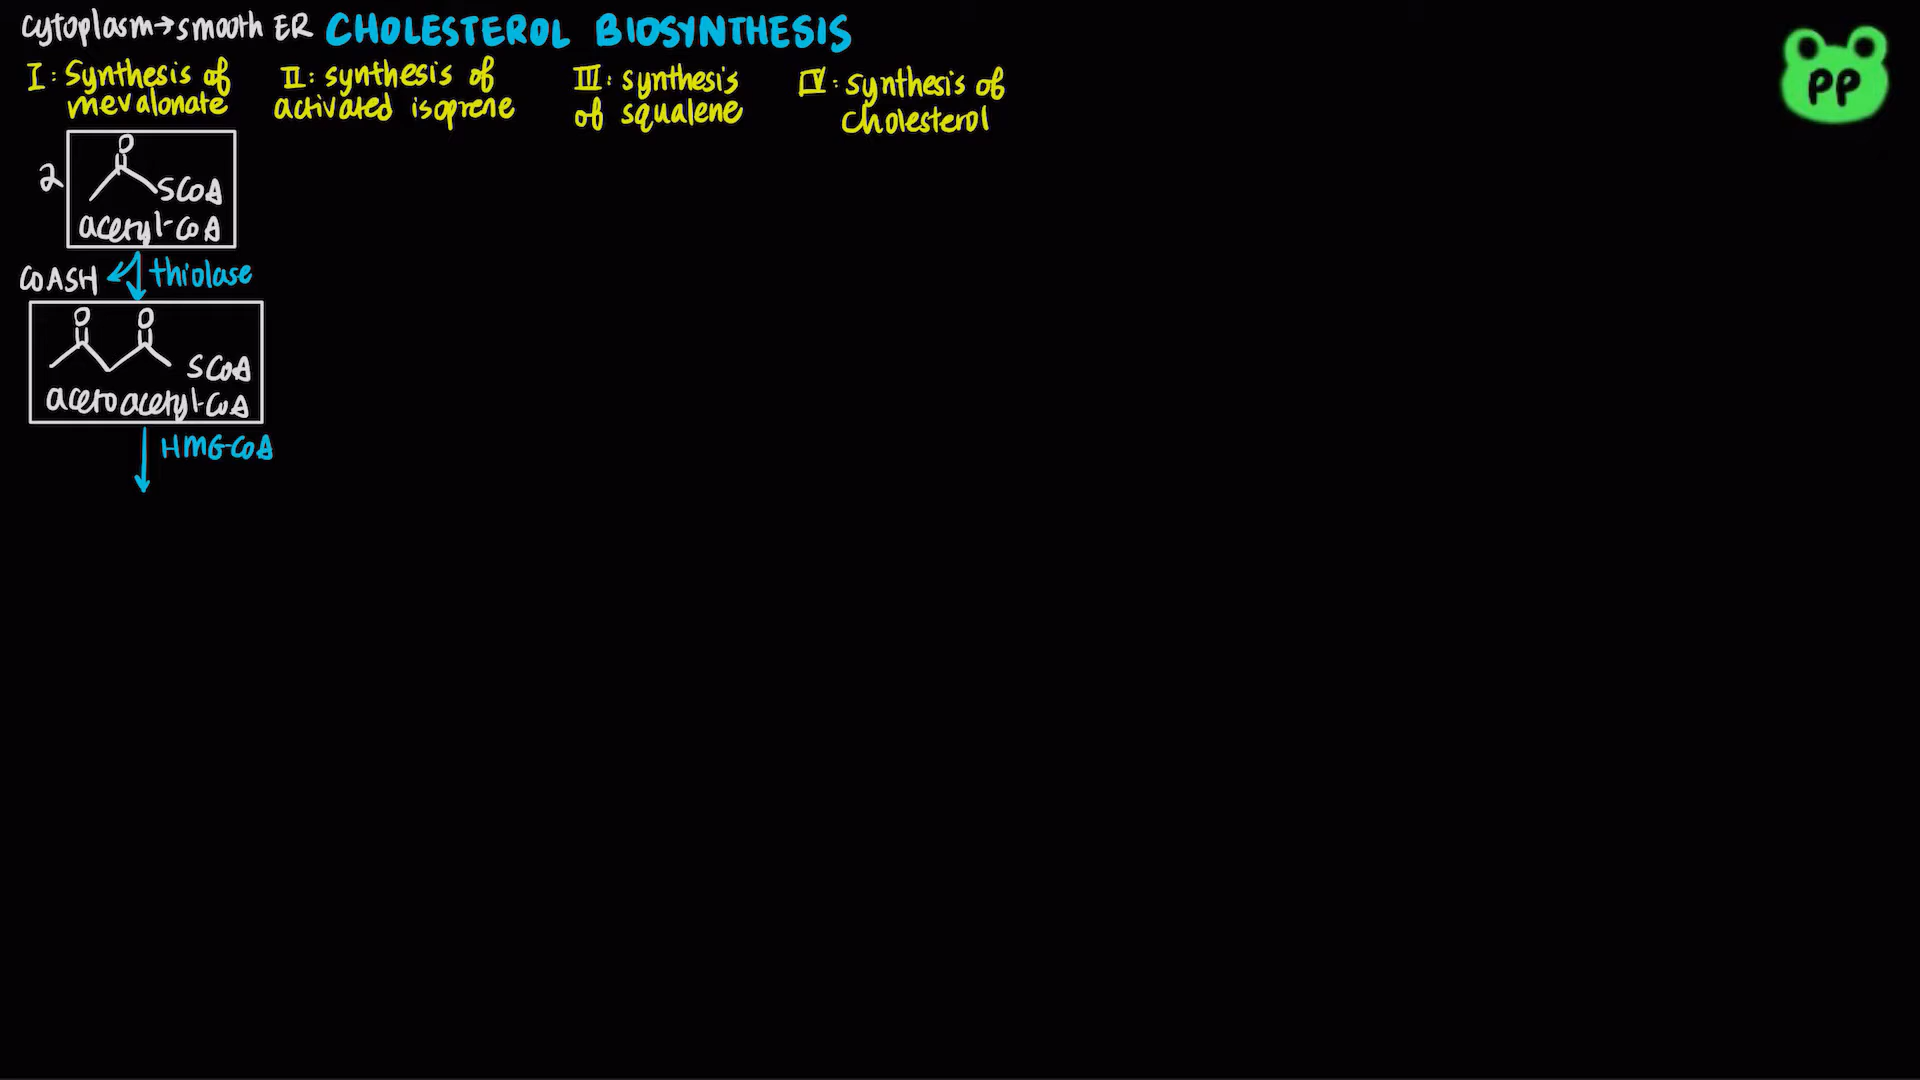 cytoplasm→smooth ER CHOLESTEROL BIOSYNTHESIS
I: Synthesis of
mevalonate
II: synthesis of
activated isoprene
III: synthesis
of squalene
IV: synthesis of
cholesterol
PP
O
2
SCoA
acetyl-CoA
CoASH thiolase
O O
SCoA
acetoacetyl-CoA
HMG-CoA